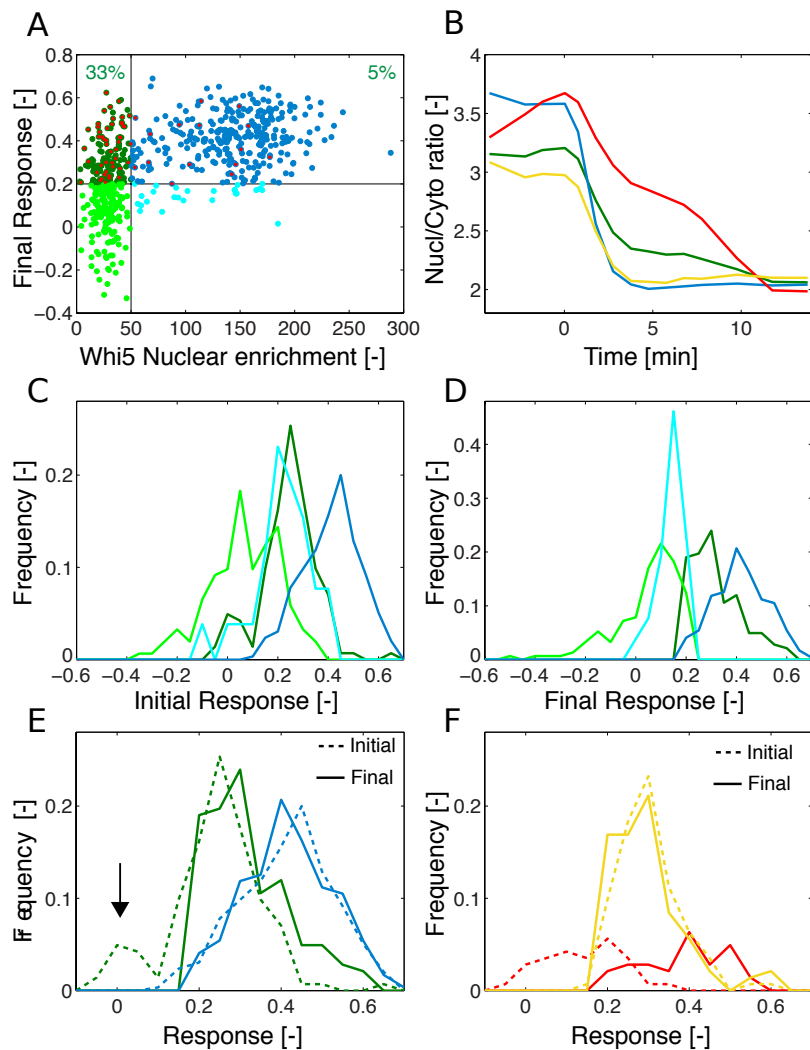 A
B
0.8
0.6
0.4
0.2
0
−0.2
−0.4
33%
5%
Final Response [-]
0 50 100 150 200 250 300
Whi5 Nuclear enrichment [-]
4
3.5
3
2.5
2
Nucl/Cyto ratio [-]
0 5 10
Time [min]
C
D
0.2
0.1
0
Frequency [-]
−0.6 −0.4 −0.2 0 0.2 0.4 0.6
Initial Response [-]
0.4
0.3
0.2
0.1
0
Frequency [-]
−0.6 −0.4 −0.2 0 0.2 0.4 0.6
Final Response [-]
E
F
Initial
Final
0.2
0.1
0
Frequency [-]
0 0.2 0.4 0.6
Response [-]
Initial
Final
0.2
0.1
0
Frequency [-]
0 0.2 0.4 0.6
Response [-]